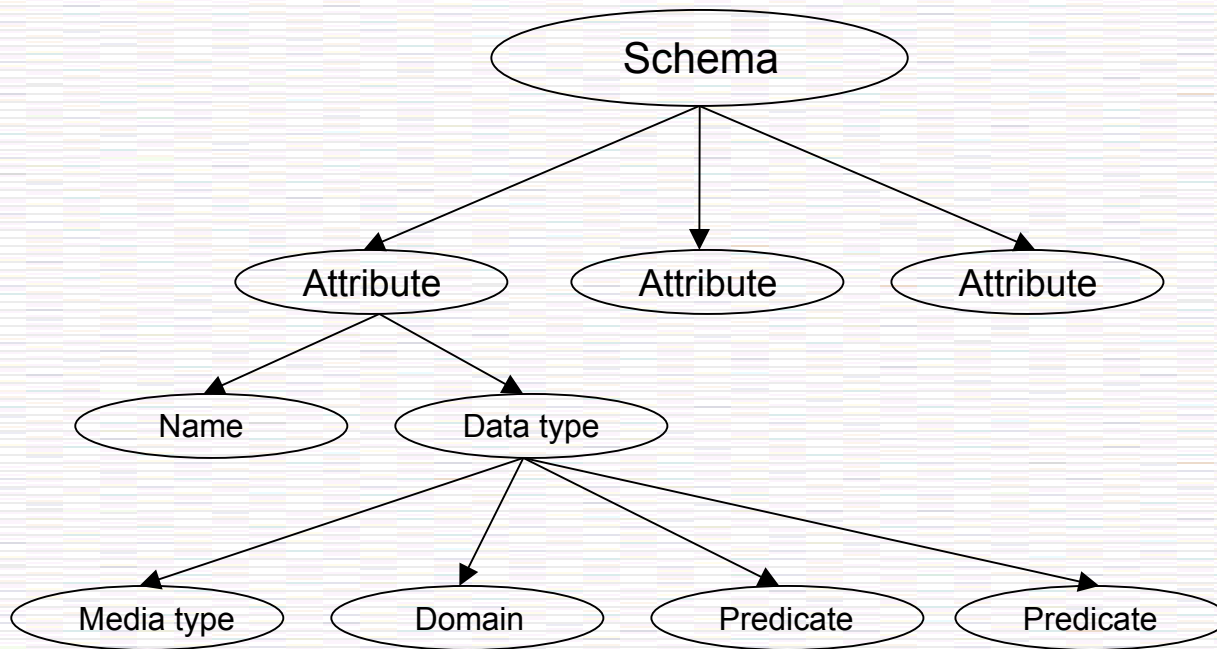 Schema
Attribute
Attribute
Attribute
Name
Data type
Media type
Domain
Predicate
Predicate